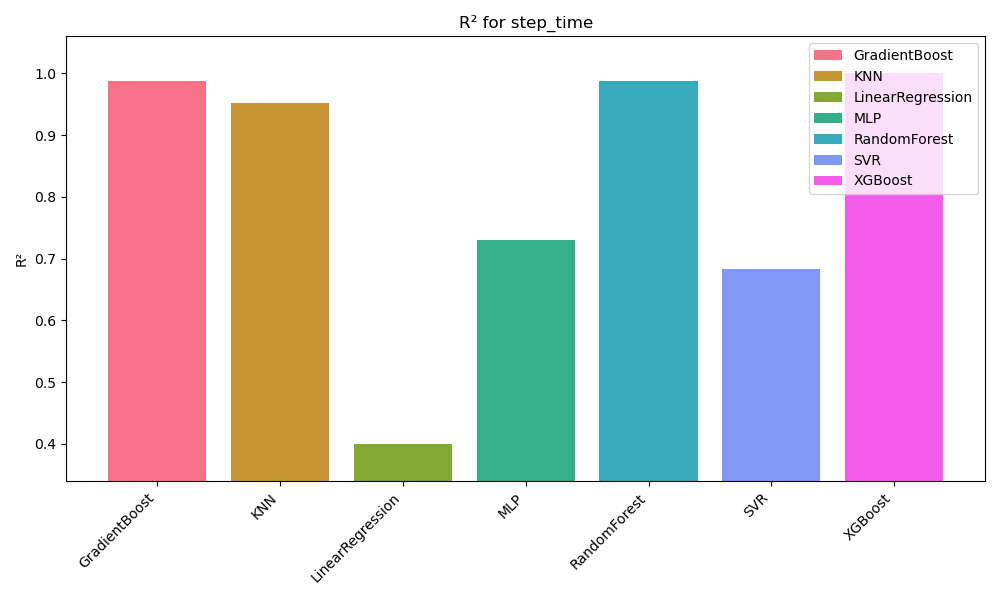 R² for step_time
GradientBoost
KNN
LinearRegression
MLP
RandomForest
SVR
XGBoost
1.0
0.9
0.8
0.7
0.6
0.5
0.4
R²
GradientBoost
KNN
LinearRegression
MLP
RandomForest
SVR
XGBoost